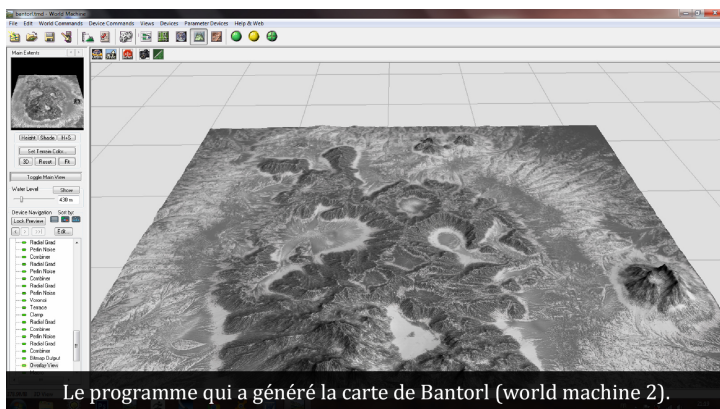 bantorl.tmd - World Machine
File Edit World Commands Device Commands Views Devices Parameter Devices Help & Web
Main Extents
Height Shade H+S
Set Terrain Color...
3D Reset Fit
Toggle Main View
Water Level Show
430 m
Device Navigation Sort by:
Lock Preview
Edit...
Radial Grad
Perlin Noise
Combiner
Radial Grad
Perlin Noise
Combiner
Radial Grad
Perlin Noise
Voronoi
Terrace
Clamp
Radial Grad
Combiner
Perlin Noise
Radial Grad
Combiner
Bitmap Output
Overlay View
Le programme qui a généré la carte de Bantorl (world machine 2).